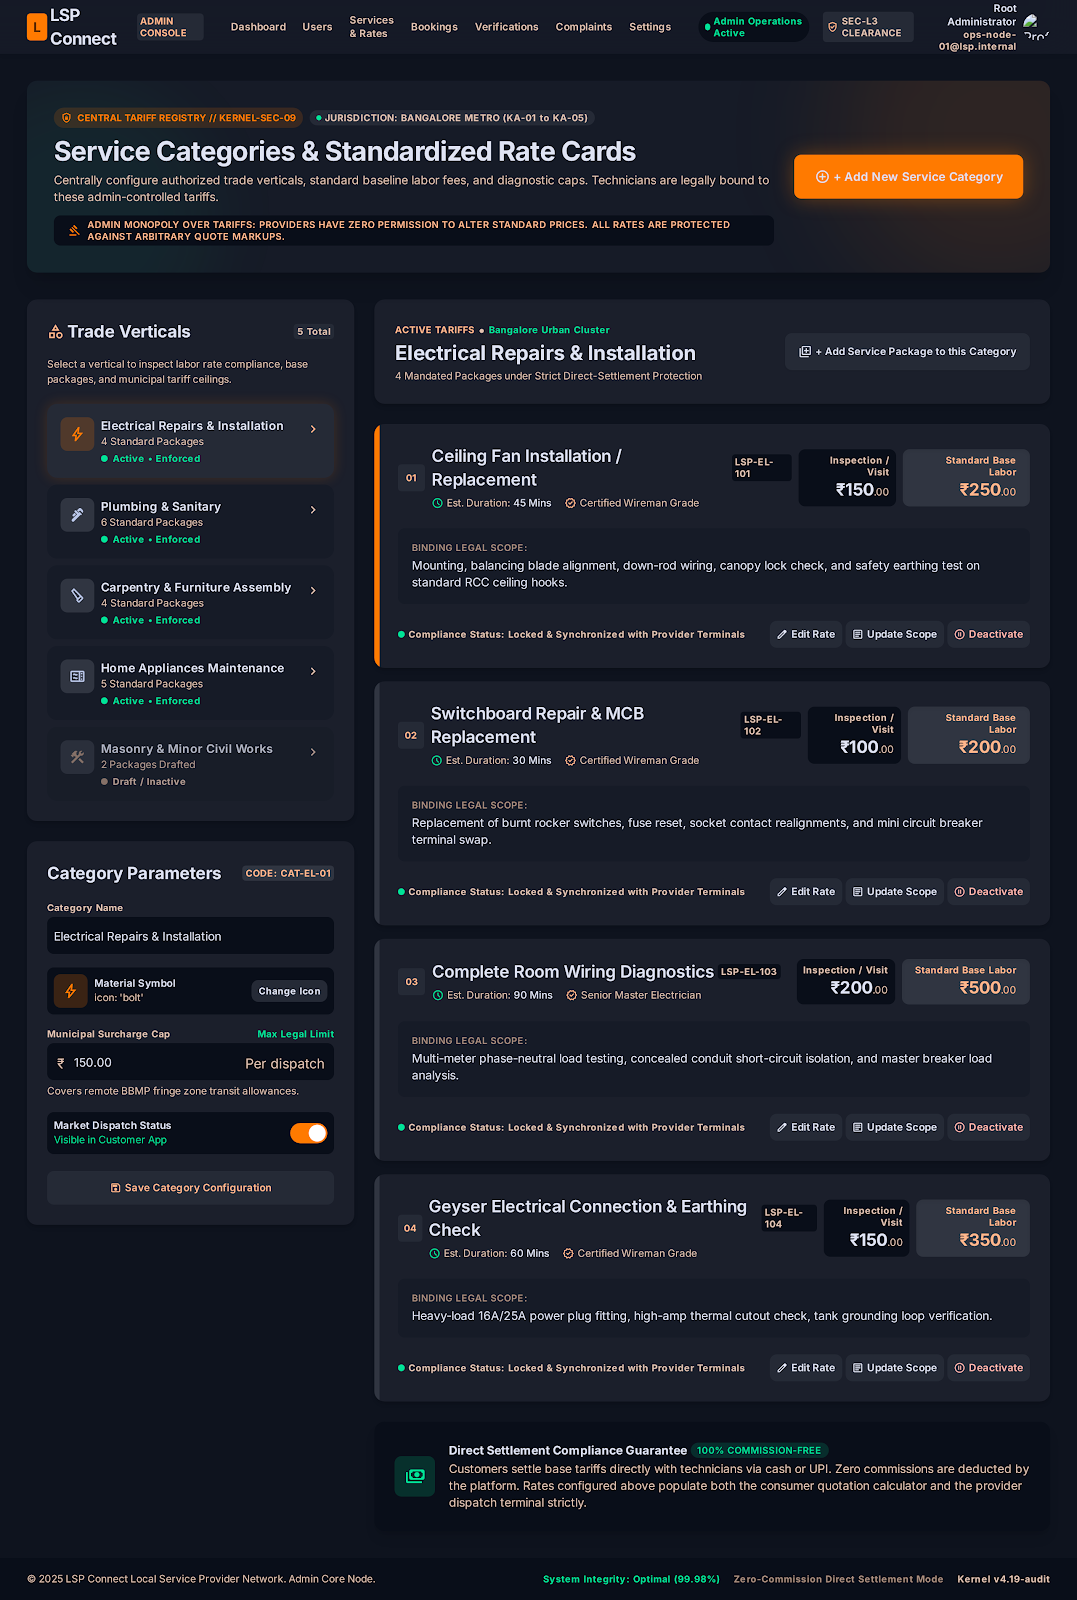 L
LSP
Connect
ADMIN
CONSOLE
Dashboard
Users
Services
& Rates
Bookings
Verifications
Complaints
Settings
Admin Operations
Active
SEC-L3
CLEARANCE
Root
Administrator
ops-node-
01@lsp.internal
CENTRAL TARIFF REGISTRY // KERNEL-SEC-09
JURISDICTION: BANGALORE METRO (KA-01 to KA-05)
Service Categories & Standardized Rate Cards
Centrally configure authorized trade verticals, standard baseline labor fees, and diagnostic caps. Technicians are legally bound to
these admin-controlled tariffs.
ADMIN MONOPOLY OVER TARIFFS: PROVIDERS HAVE ZERO PERMISSION TO ALTER STANDARD PRICES. ALL RATES ARE PROTECTED
AGAINST ARBITRARY QUOTE MARKUPS.
+ Add New Service Category
Trade Verticals
5 Total
Select a vertical to inspect labor rate compliance, base
packages, and municipal tariff ceilings.
Electrical Repairs & Installation
4 Standard Packages
Active • Enforced
Plumbing & Sanitary
6 Standard Packages
Active • Enforced
Carpentry & Furniture Assembly
4 Standard Packages
Active • Enforced
Home Appliances Maintenance
5 Standard Packages
Active • Enforced
Masonry & Minor Civil Works
2 Packages Drafted
Draft / Inactive
Category Parameters
CODE: CAT-EL-01
Category Name
Electrical Repairs & Installation
Material Symbol
icon: 'bolt'
Change Icon
Municipal Surcharge Cap
Max Legal Limit
₹ 150.00
Per dispatch
Covers remote BBMP fringe zone transit allowances.
Market Dispatch Status
Visible in Customer App
Save Category Configuration
ACTIVE TARIFFS • Bangalore Urban Cluster
Electrical Repairs & Installation
4 Mandated Packages under Strict Direct-Settlement Protection
+ Add Service Package to this Category
01
Ceiling Fan Installation /
Replacement
LSP-EL-
101
Est. Duration: 45 Mins
Certified Wireman Grade
Inspection /
Visit
₹150.00
Standard Base
Labor
₹250.00
BINDING LEGAL SCOPE:
Mounting, balancing blade alignment, down-rod wiring, canopy lock check, and safety earthing test on
standard RCC ceiling hooks.
Compliance Status: Locked & Synchronized with Provider Terminals
Edit Rate
Update Scope
Deactivate
02
Switchboard Repair & MCB
Replacement
LSP-EL-
102
Est. Duration: 30 Mins
Certified Wireman Grade
Inspection /
Visit
₹100.00
Standard Base
Labor
₹200.00
BINDING LEGAL SCOPE:
Replacement of burnt rocker switches, fuse reset, socket contact realignments, and mini circuit breaker
terminal swap.
Compliance Status: Locked & Synchronized with Provider Terminals
Edit Rate
Update Scope
Deactivate
03
Complete Room Wiring Diagnostics
LSP-EL-103
Est. Duration: 90 Mins
Senior Master Electrician
Inspection / Visit
₹200.00
Standard Base Labor
₹500.00
BINDING LEGAL SCOPE:
Multi-meter phase-neutral load testing, concealed conduit short-circuit isolation, and master breaker load
analysis.
Compliance Status: Locked & Synchronized with Provider Terminals
Edit Rate
Update Scope
Deactivate
04
Geyser Electrical Connection & Earthing
Check
LSP-EL-
104
Est. Duration: 60 Mins
Certified Wireman Grade
Inspection /
Visit
₹150.00
Standard Base
Labor
₹350.00
BINDING LEGAL SCOPE:
Heavy-load 16A/25A power plug fitting, high-amp thermal cutout check, tank grounding loop verification.
Compliance Status: Locked & Synchronized with Provider Terminals
Edit Rate
Update Scope
Deactivate
Direct Settlement Compliance Guarantee
100% COMMISSION-FREE
Customers settle base tariffs directly with technicians via cash or UPI. Zero commissions are deducted by
the platform. Rates configured above populate both the consumer quotation calculator and the provider
dispatch terminal strictly.
© 2025 LSP Connect Local Service Provider Network. Admin Core Node.
System Integrity: Optimal (99.98%)
Zero-Commission Direct Settlement Mode
Kernel v4.19-audit